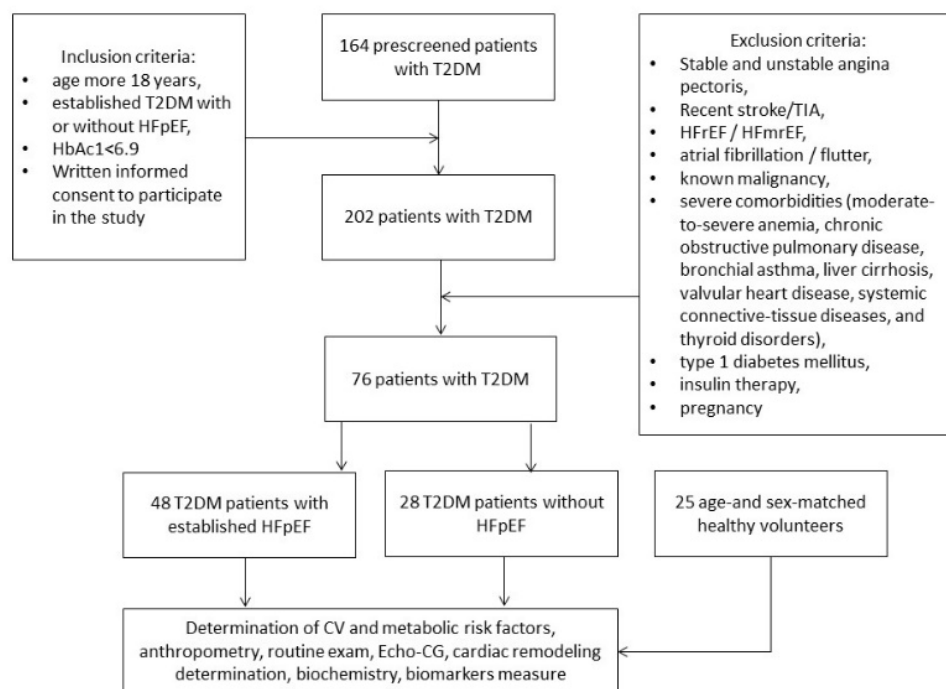 Inclusion criteria:
• age more 18 years,
• established T2DM with
or without HFpEF,
• HbAc1<6.9
• Written informed
consent to participate
in the study
164 prescreened patients
with T2DM
Exclusion criteria:
• Stable and unstable angina
pectoris,
• Recent stroke/TIA,
• HFrEF / HFmrEF,
• atrial fibrillation / flutter,
• known malignancy,
• severe comorbidities (moderate-
to-severe anemia, chronic
obstructive pulmonary disease,
bronchial asthma, liver cirrhosis,
valvular heart disease, systemic
connective-tissue diseases, and
thyroid disorders),
• type 1 diabetes mellitus,
• insulin therapy,
• pregnancy
202 patients with T2DM
76 patients with T2DM
48 T2DM patients with
established HFpEF
28 T2DM patients without
HFpEF
25 age-and sex-matched
healthy volunteers
Determination of CV and metabolic risk factors,
anthropometry, routine exam, Echo-CG, cardiac remodeling
determination, biochemistry, biomarkers measure